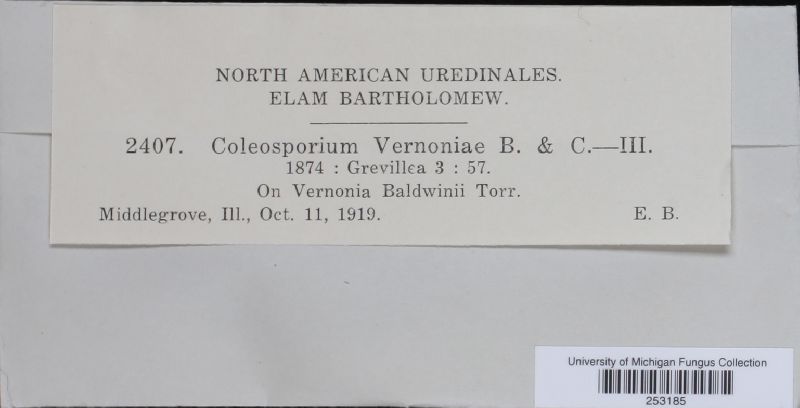 NORTH AMERICAN UREDINALES.
ELAM BARTHOLOMEW.
2407. Coleosporium Vernoniae B. & C.—III.
1874 : Grevillea 3 : 57.
On Vernonia Baldwinii Torr.
Middlegrove, Ill., Oct. 11, 1919. E. B.
University of Michigan Fungus Collection
253185